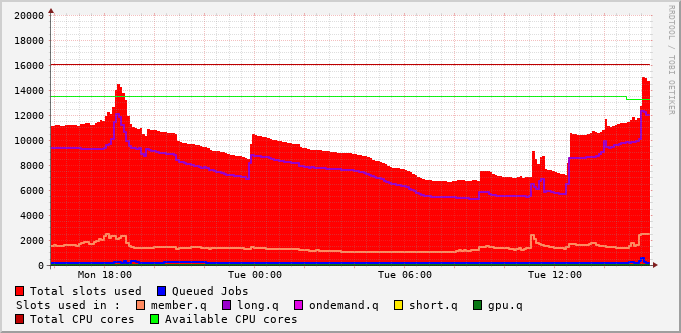 20000
18000
16000
14000
12000
10000
8000
6000
4000
2000
0
Mon 18:00 Tue 00:00 Tue 06:00 Tue 12:00
RRDTOOL / TOBI OETIKER
Total slots used Queued Jobs
Slots used in : member.q long.q ondemand.q short.q gpu.q
Total CPU cores Available CPU cores